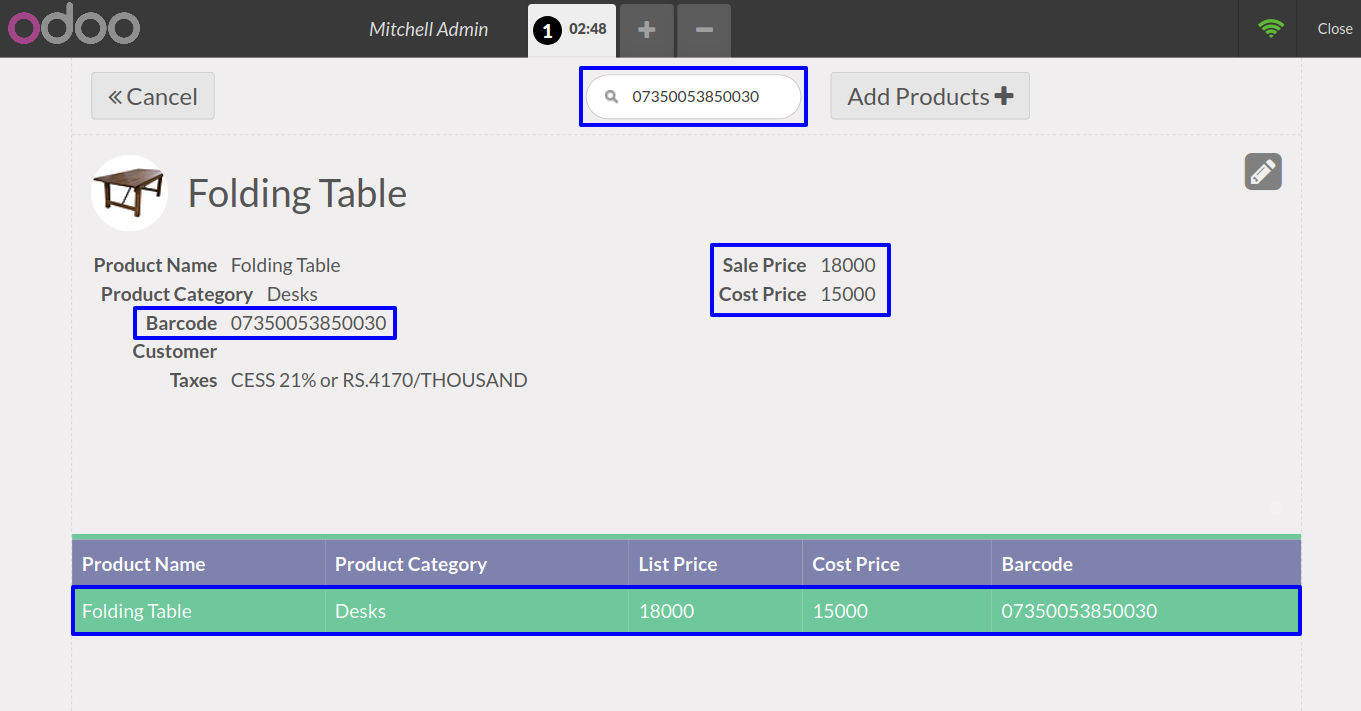 odoo Mitchell Admin 1 02:48 + − Close
« Cancel 07350053850030 Add Products +
Folding Table
Product Name Folding Table Sale Price 18000
Product Category Desks Cost Price 15000
Barcode 07350053850030
Customer
Taxes CESS 21% or RS.4170/THOUSAND
Product Name Product Category List Price Cost Price Barcode
Folding Table Desks 18000 15000 07350053850030